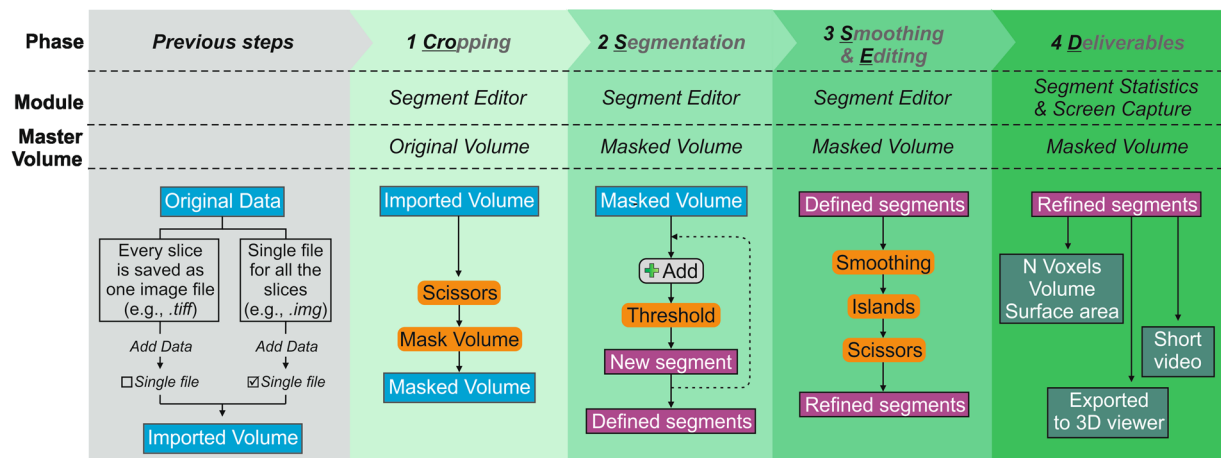 Phase
Previous steps
1 Cropping
2 Segmentation
3 Smoothing
& Editing
4 Deliverables
Module
Segment Editor
Segment Editor
Segment Editor
Segment Statistics
& Screen Capture
Master
Volume
Original Volume
Masked Volume
Masked Volume
Masked Volume
Original Data
Every slice
is saved as
one image file
(e.g., .tiff)
Single file
for all the
slices
(e.g., .img)
Add Data
Add Data
Single file
Single file
Imported Volume
Imported Volume
Scissors
Mask Volume
Masked Volume
Masked Volume
Add
Threshold
New segment
Defined segments
Defined segments
Smoothing
Islands
Scissors
Refined segments
Refined segments
N Voxels
Volume
Surface area
Short
video
Exported
to 3D viewer